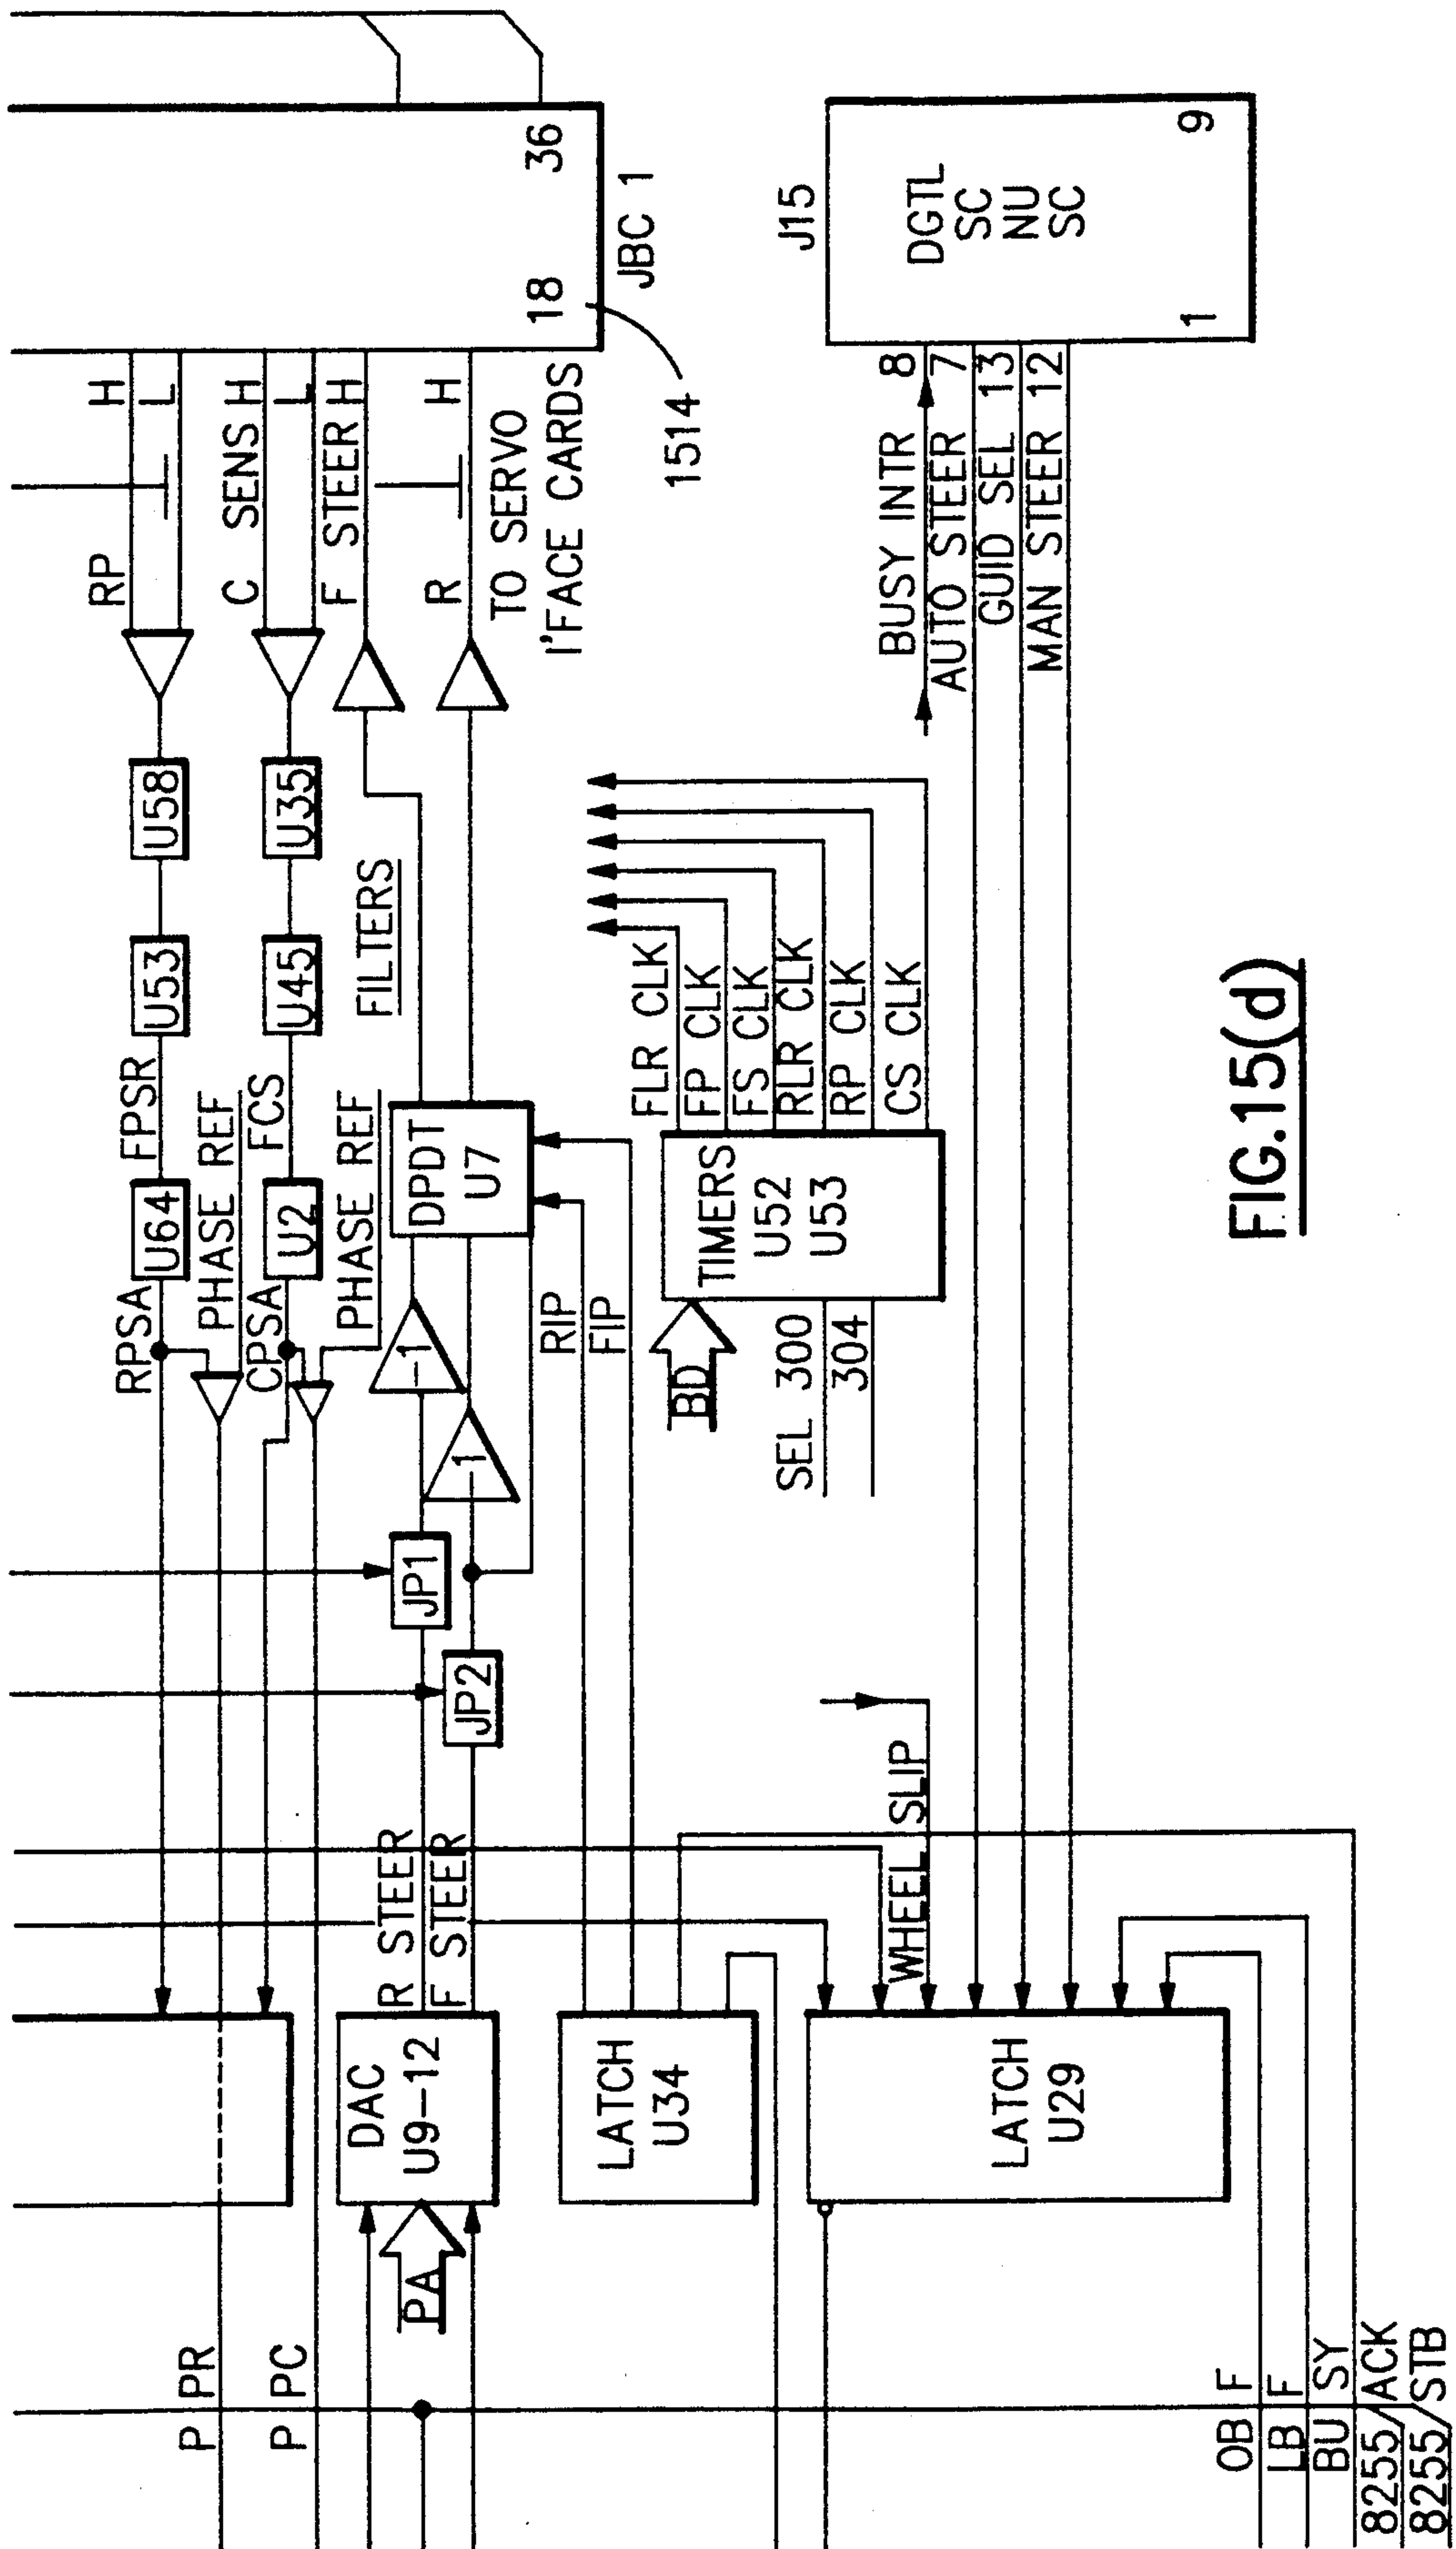 P PR
P PC
PA
DAC
U9-12
R STEER
F STEER
JP2
JP1
-1
-1
RPSA
U64
FPSR
U53
U58
RP
H
L
PHASE REF
CPSA
U2
FCS
U45
U35
C SENS H
L
PHASE REF
DPDT
U7
FILTERS
F STEER H
R H
TO SERVO
I'FACE CARDS
18
36
JBC 1
1514
LATCH
U34
RIP
FIP
BD
TIMERS
U52
U53
SEL 300
304
FLR CLK
FP CLK
FS CLK
RLR CLK
RP CLK
CS CLK
LATCH
U29
WHEEL SLIP
BUSY INTR 8
AUTO STEER 7
GUID SEL 13
MAN STEER 12
J15
DGTL
SC
NU
SC
1
9
OB F
LB F
BU SY
8255/ACK
8255/STB
FIG.15(d)